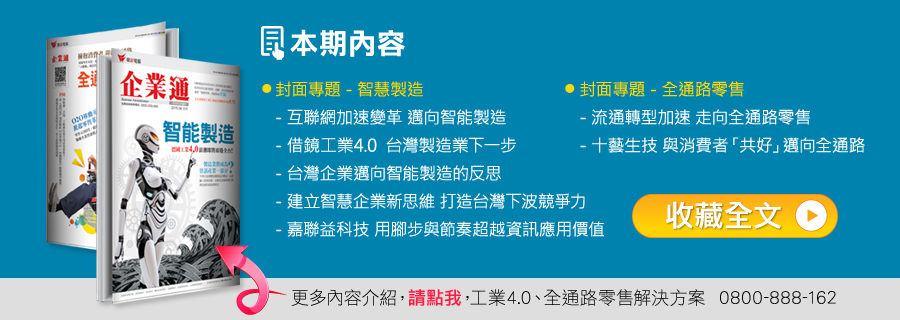 本期內容
封面專題 - 智慧製造
- 互聯網加速變革 邁向智能製造
- 借鏡工業4.0 台灣製造業下一步
- 台灣企業邁向智能製造的反思
- 建立智慧企業新思維 打造台灣下波競爭力
- 嘉聯益科技 用腳步與節奏超越資訊應用價值
封面專題 - 全通路零售
- 流通轉型加速 走向全通路零售
- 十藝生技 與消費者「共好」邁向全通路
收藏全文
企業通
智能製造
企業通
全通
更多內容介紹,請點我,工業4.0、全通路零售解決方案 0800-888-162